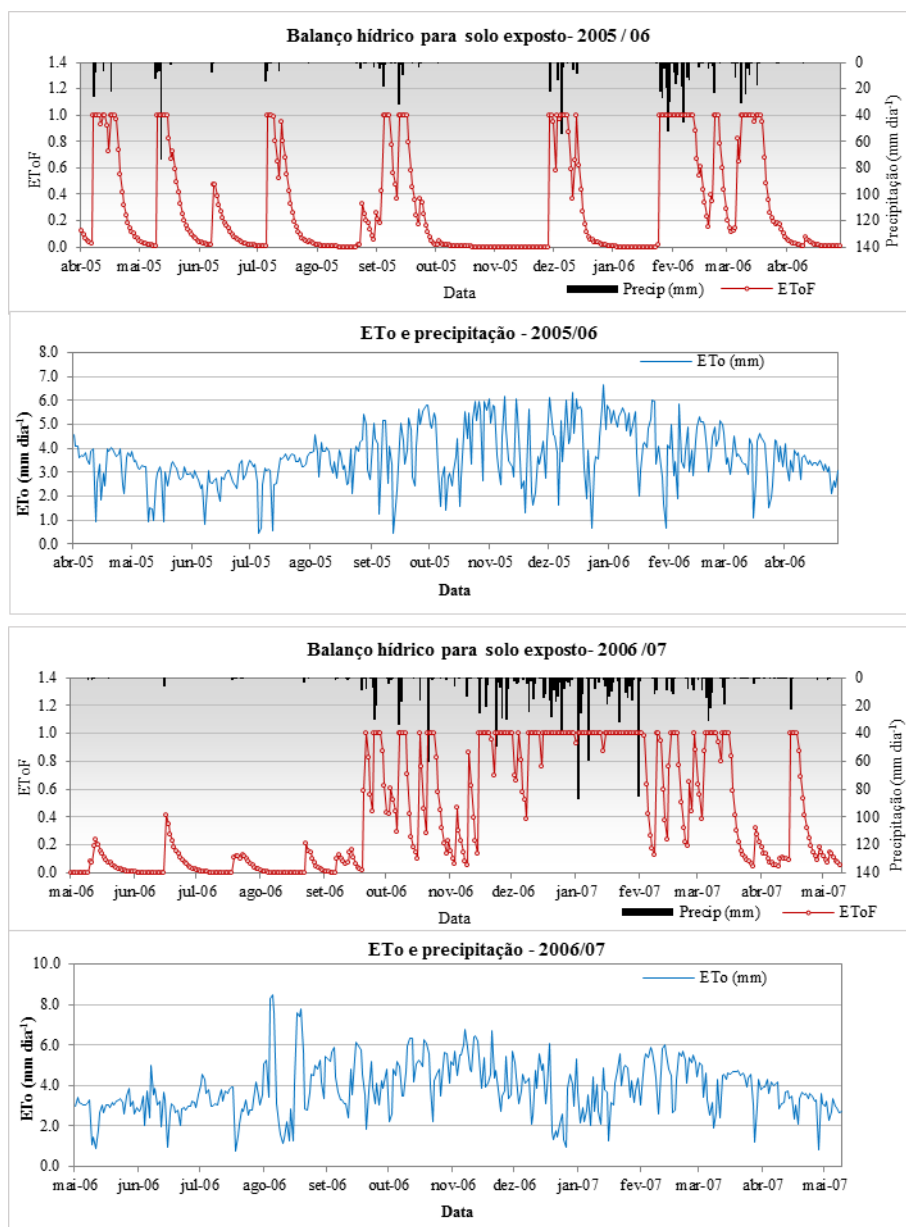 Balanço hídrico para solo exposto- 2005 / 06
1.4
1.2
1.0
0.8
0.6
0.4
0.2
0.0
EToF
0
20
40
60
80
100
120
140
Precipitação (mm dia⁻¹)
abr-05 mai-05 jun-05 jul-05 ago-05 set-05 out-05 nov-05 dez-05 jan-06 fev-06 mar-06 abr-06
Data
Precip (mm) EToF
ETo e precipitação - 2005/06
8.0
7.0
6.0
5.0
4.0
3.0
2.0
1.0
0.0
ETo (mm dia⁻¹)
ETo (mm)
abr-05 mai-05 jun-05 jul-05 ago-05 set-05 out-05 nov-05 dez-05 jan-06 fev-06 mar-06 abr-06
Data
Balanço hídrico para solo exposto- 2006 /07
1.4
1.2
1.0
0.8
0.6
0.4
0.2
0.0
EToF
0
20
40
60
80
100
120
140
Precipitação (mm dia⁻¹)
mai-06 jun-06 jul-06 ago-06 set-06 out-06 nov-06 dez-06 jan-07 fev-07 mar-07 abr-07 mai-07
Data
Precip (mm) EToF
ETo e precipitação - 2006/07
10.0
8.0
6.0
4.0
2.0
0.0
ETo (mm dia⁻¹)
ETo (mm)
mai-06 jun-06 jul-06 ago-06 set-06 out-06 nov-06 dez-06 jan-07 fev-07 mar-07 abr-07 mai-07
Data